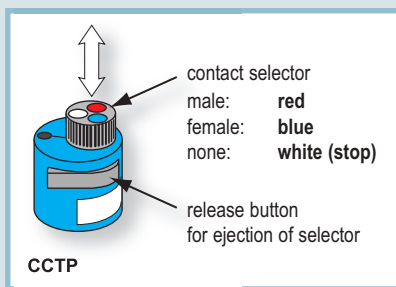 contact selector
male: red
female: blue
none: white (stop)
release button
for ejection of selector
CCTP